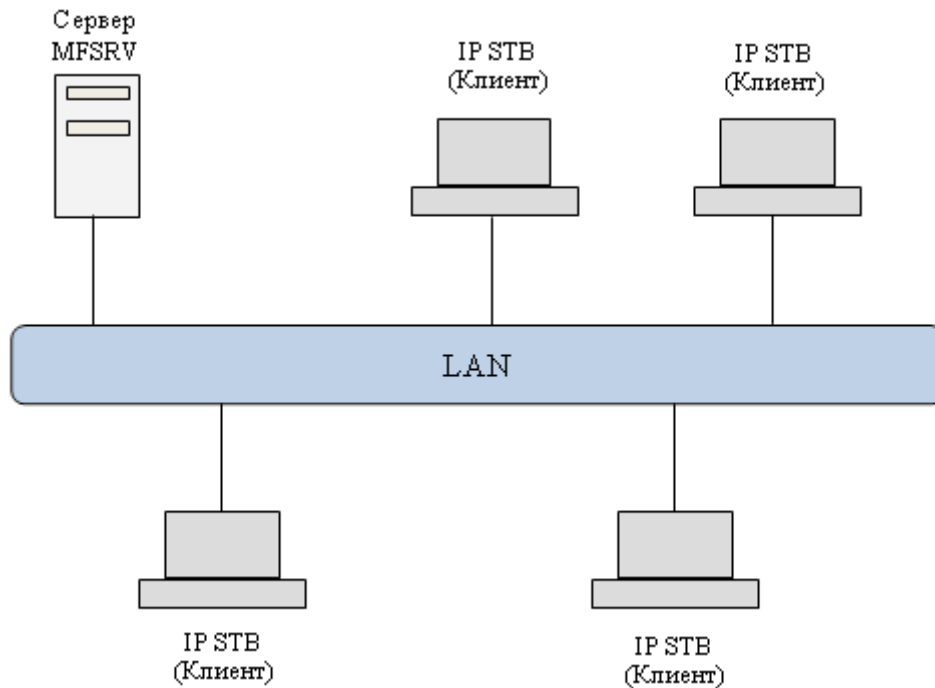 Сервер
MFSRV
IP STB
(Клиент)
IP STB
(Клиент)
LAN
IP STB
(Клиент)
IP STB
(Клиент)